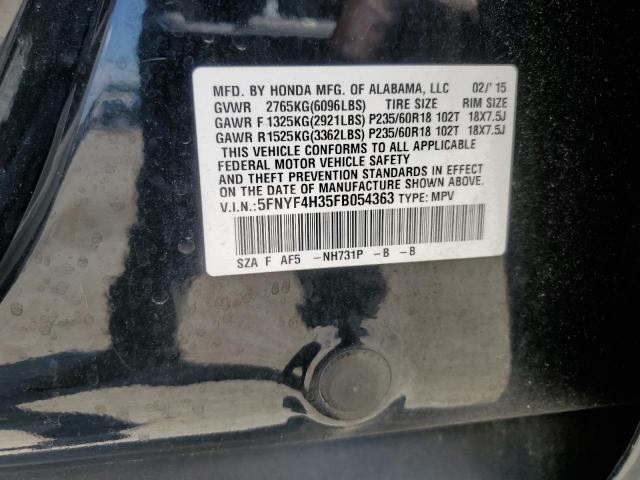 MFD. BY HONDA MFG. OF ALABAMA, LLC 02/'15
GVWR 2765KG(6096LBS) TIRE SIZE RIM SIZE
GAWR F 1325KG(2921LBS) P235/60R18 102T 18X7.5J
GAWR R1525KG(3362LBS) P235/60R18 102T 18X7.5J
THIS VEHICLE CONFORMS TO ALL APPLICABLE
FEDERAL MOTOR VEHICLE SAFETY
AND THEFT PREVENTION STANDARDS IN EFFECT
ON THE DATE OF MANUFACTURE SHOWN ABOVE.
V.I.N.:5FNYF4H35FB054363 TYPE: MPV
SZA F AF5 -NH731P -B -B